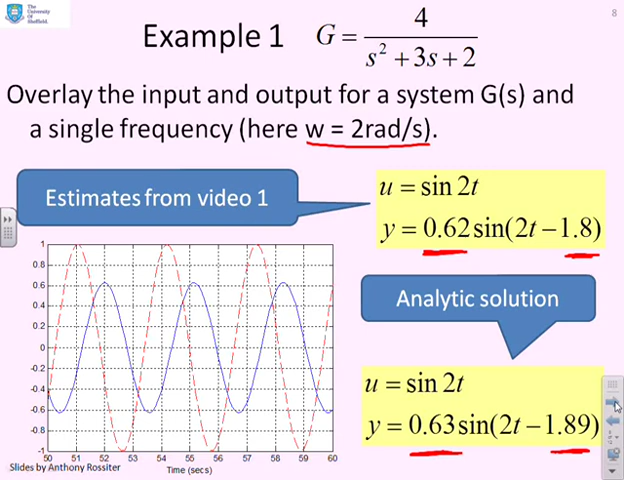 The
University
Of
Sheffield.
8
Example 1
G = 4 / (s² + 3s + 2)
Overlay the input and output for a system G(s) and
a single frequency (here w = 2rad/s).
Estimates from video 1
u = sin 2t
y = 0.62 sin(2t − 1.8)
Analytic solution
u = sin 2t
y = 0.63 sin(2t − 1.89)
1
0.8
0.6
0.4
0.2
0
-0.2
-0.4
-0.6
-0.8
-1
50 51 52 53 54 55 56 57 58 59 60
Time (secs)
Slides by Anthony Rossiter